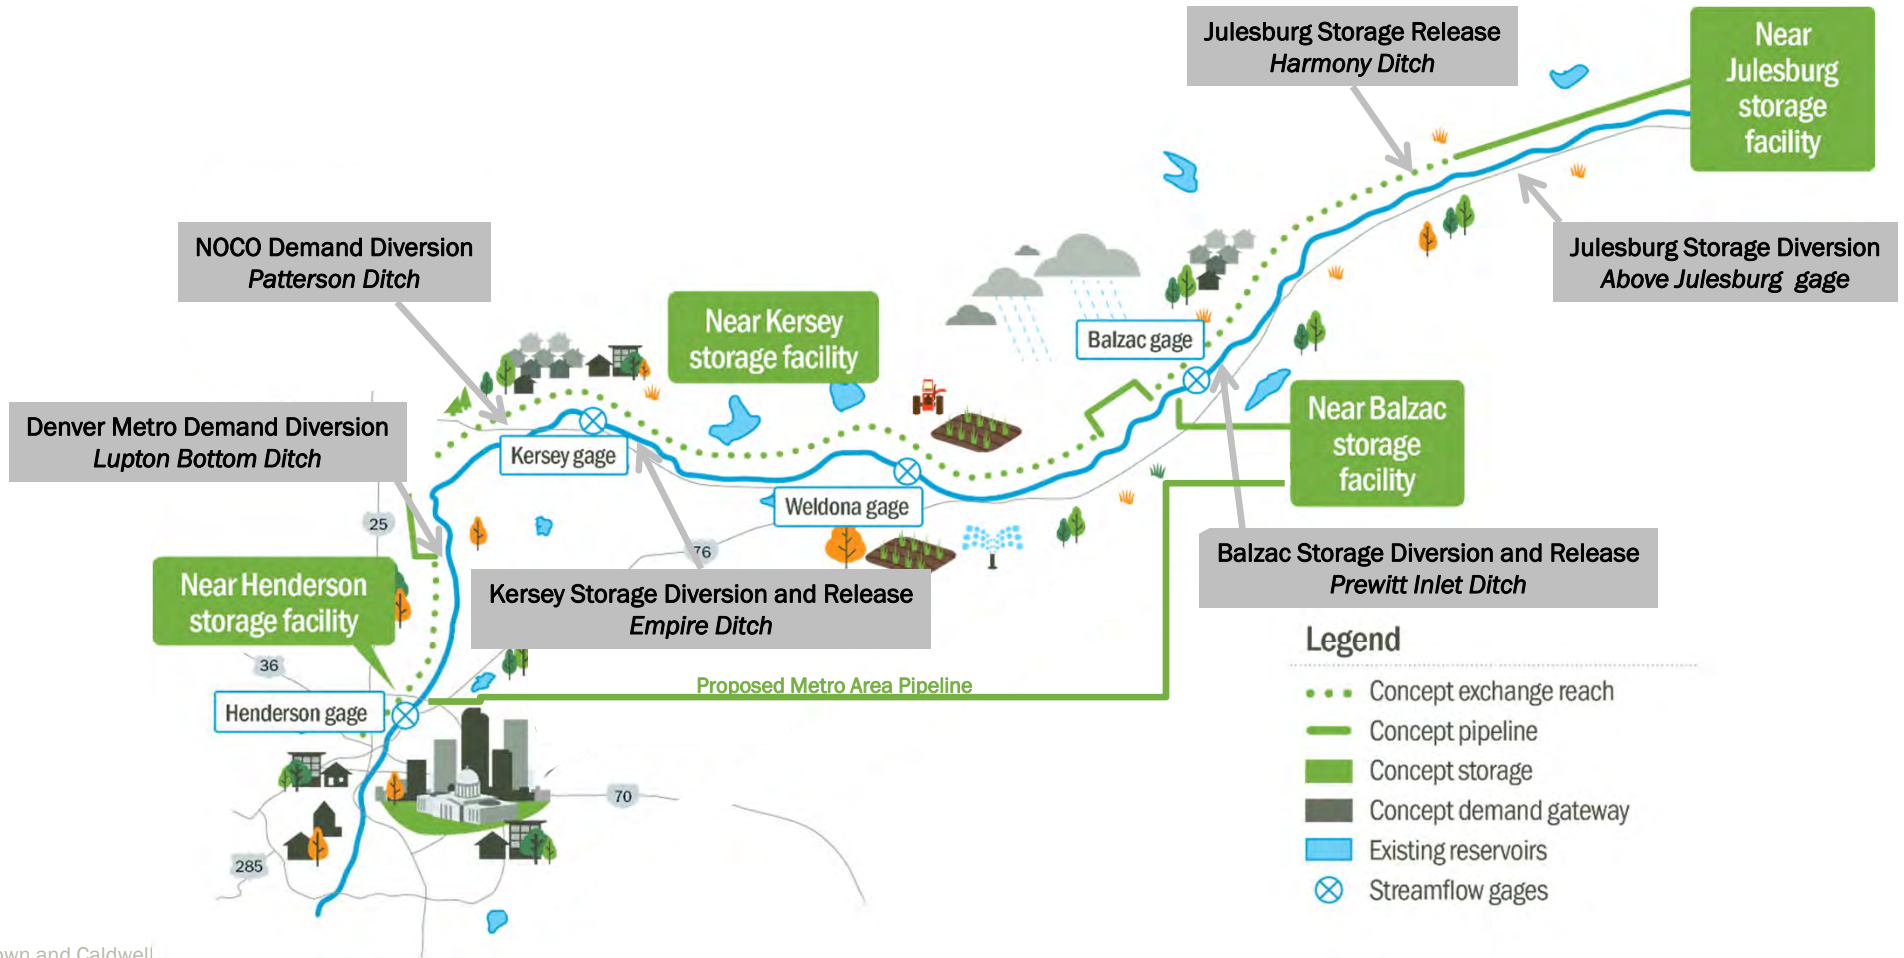 Julesburg Storage Release
Harmony Ditch
Near
Julesburg
storage
facility
NOCO Demand Diversion
Patterson Ditch
Julesburg Storage Diversion
Above Julesburg gage
Near Kersey
storage facility
Balzac gage
Denver Metro Demand Diversion
Lupton Bottom Ditch
Kersey gage
Near Balzac
storage
facility
Weldona gage
25
76
Near Henderson
storage facility
Kersey Storage Diversion and Release
Empire Ditch
Balzac Storage Diversion and Release
Prewitt Inlet Ditch
36
Proposed Metro Area Pipeline
Henderson gage
70
285
Legend
Concept exchange reach
Concept pipeline
Concept storage
Concept demand gateway
Existing reservoirs
Streamflow gages
and Caldwell